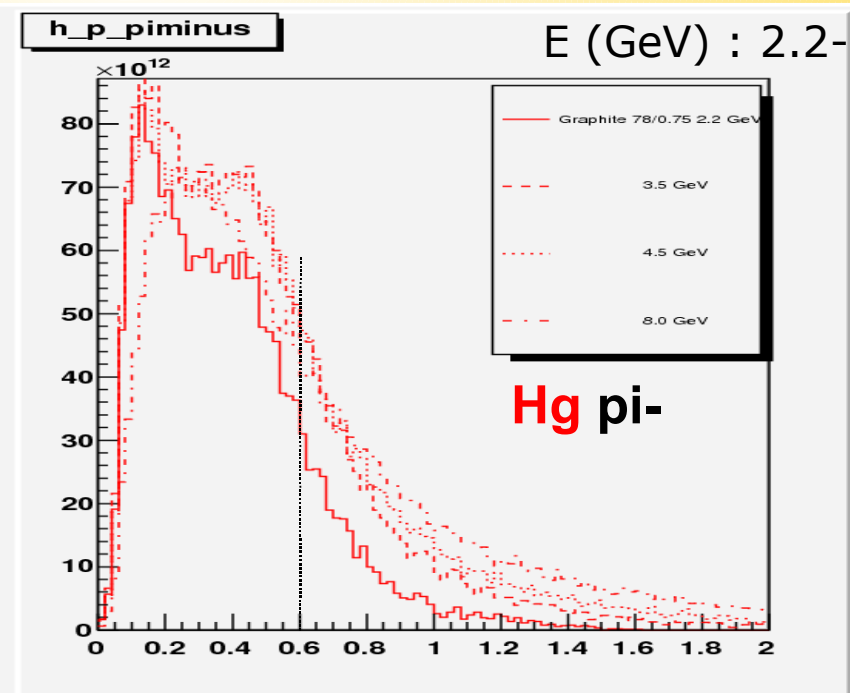 h_p_piminus
E (GeV) : 2.2-
×10¹²
Graphite 78/0.75 2.2 GeV
3.5 GeV
4.5 GeV
8.0 GeV
Hg pi-
80
70
60
50
40
30
20
10
0
0 0.2 0.4 0.6 0.8 1 1.2 1.4 1.6 1.8 2